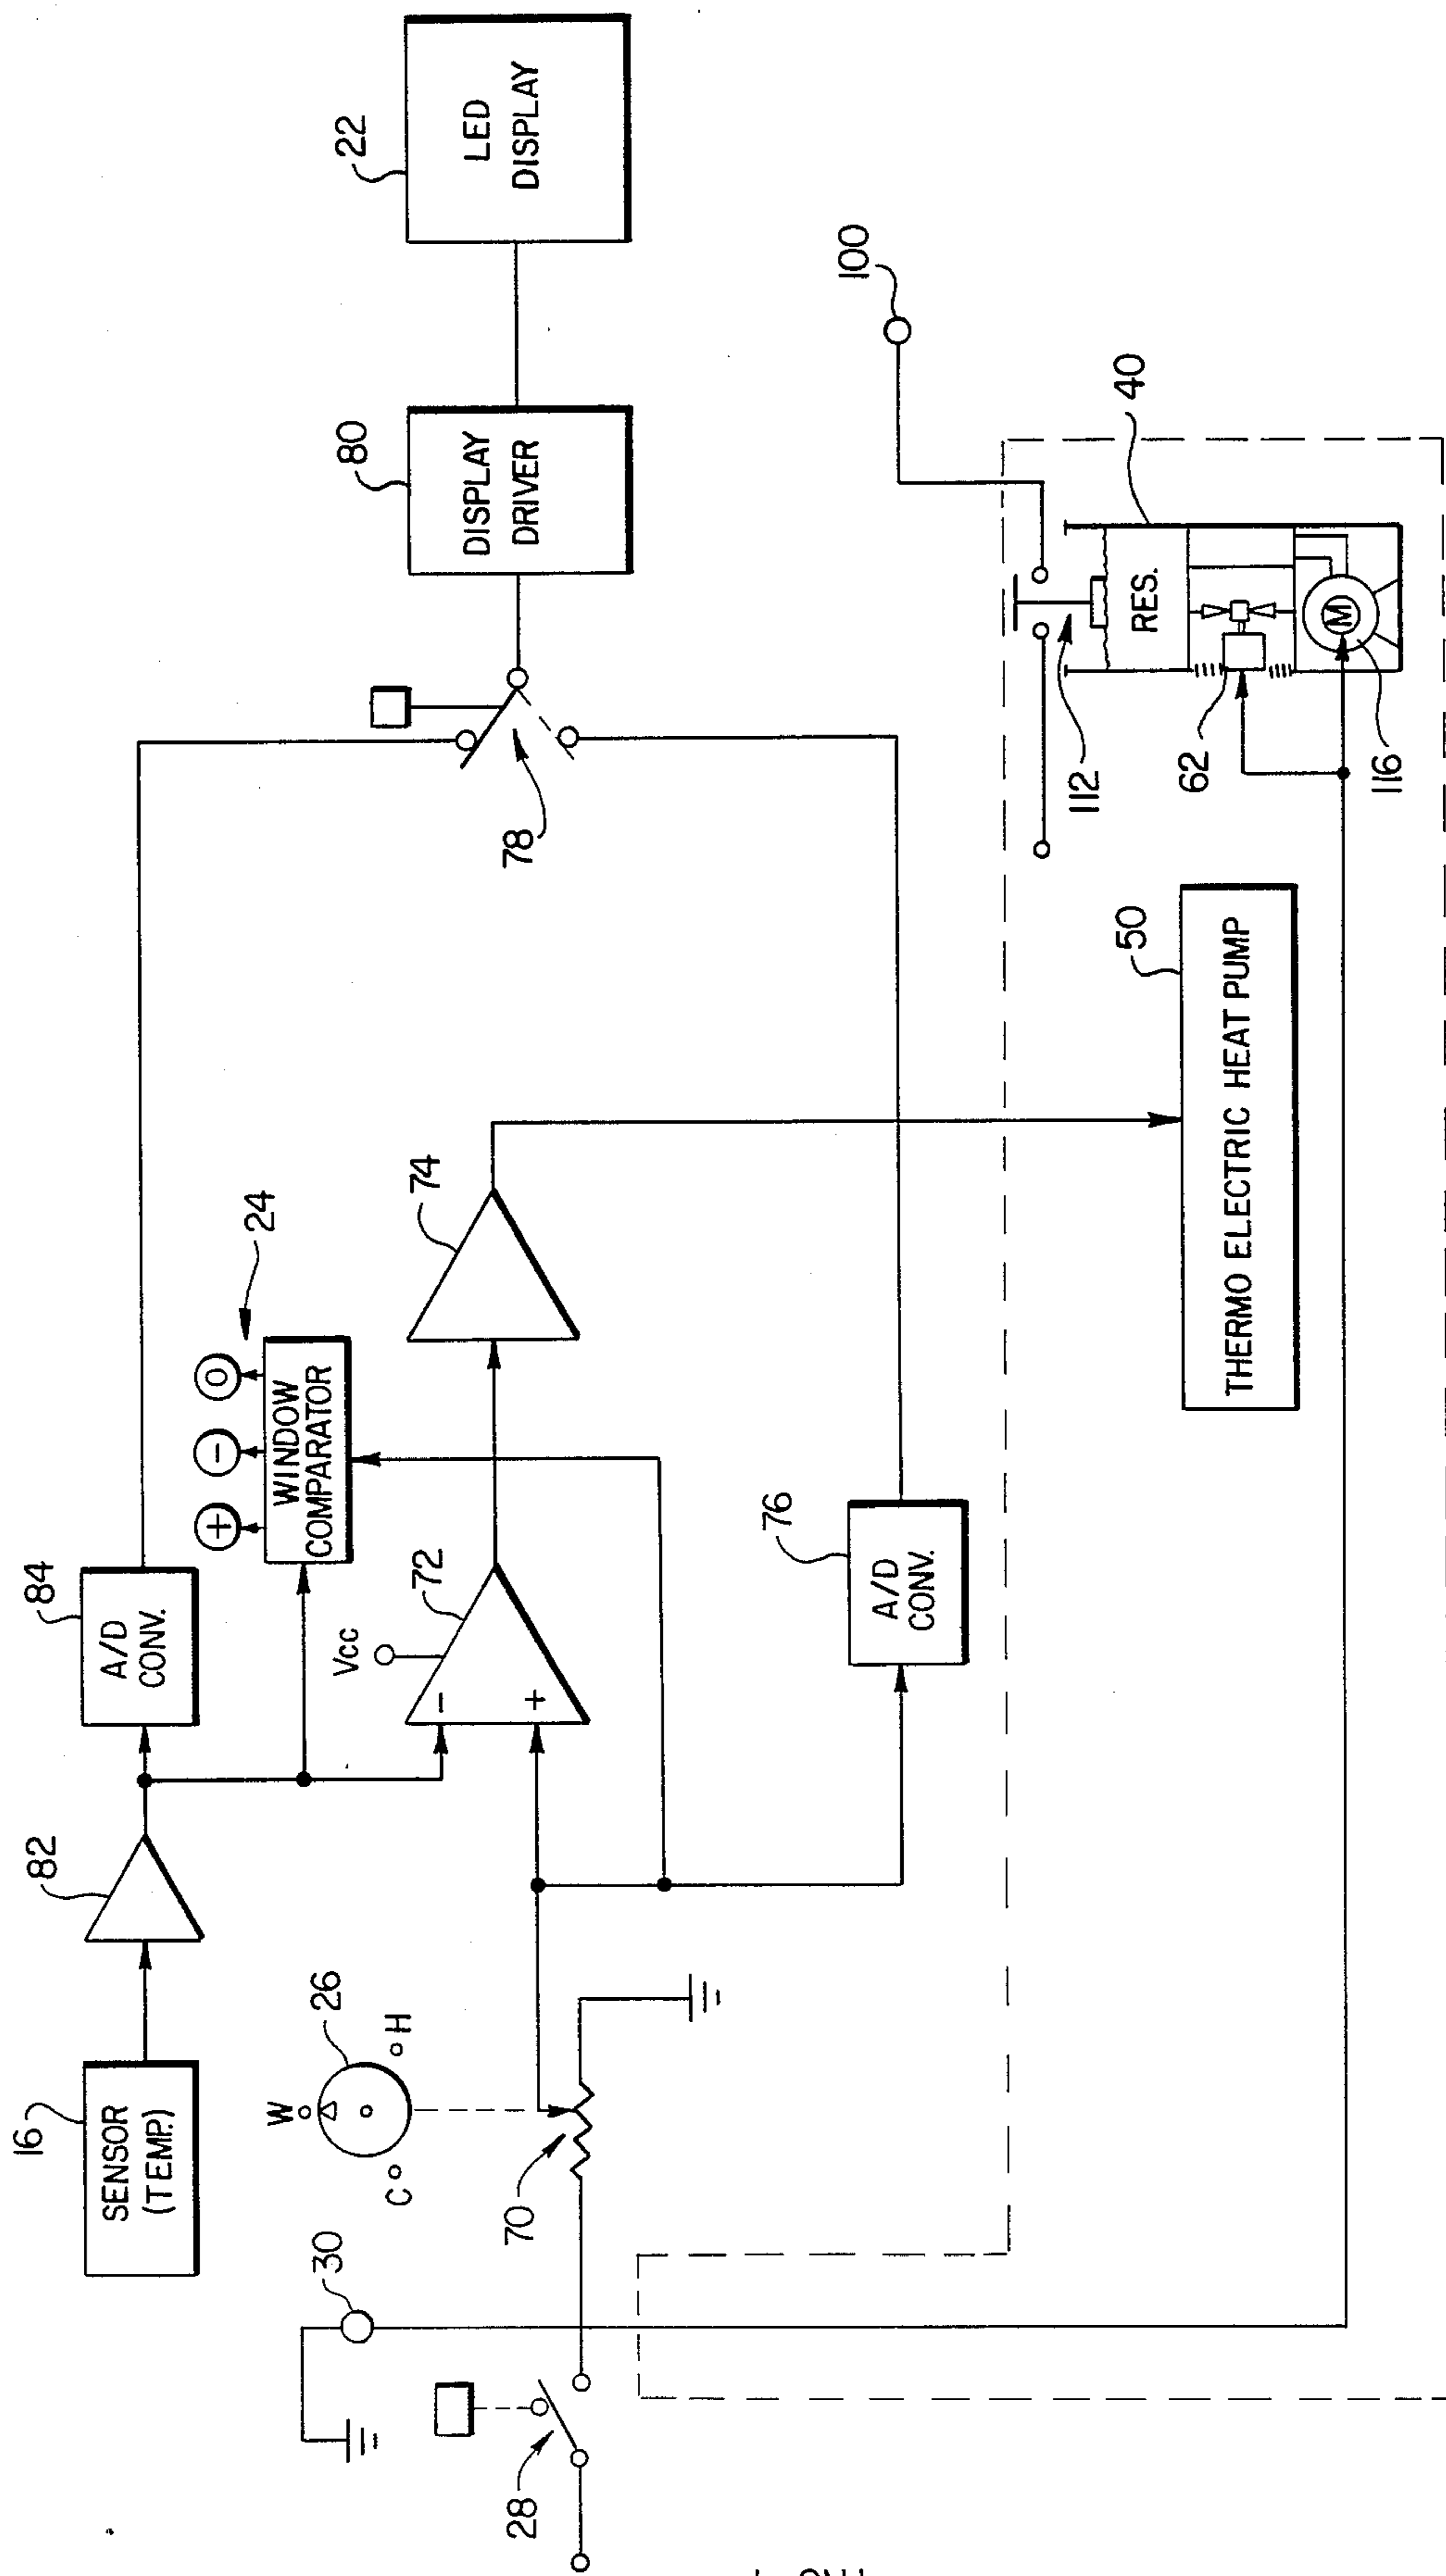 16
SENSOR
(TEMP.)
82
84
A/D
CONV.
24
+
-
O
WINDOW
COMPARATOR
30
W
C
H
26
28
70
Vcc
-
+
72
74
76
A/D
CONV.
78
80
DISPLAY
DRIVER
22
LED
DISPLAY
100
112
40
RES.
62
M
116
50
THERMO ELECTRIC HEAT PUMP